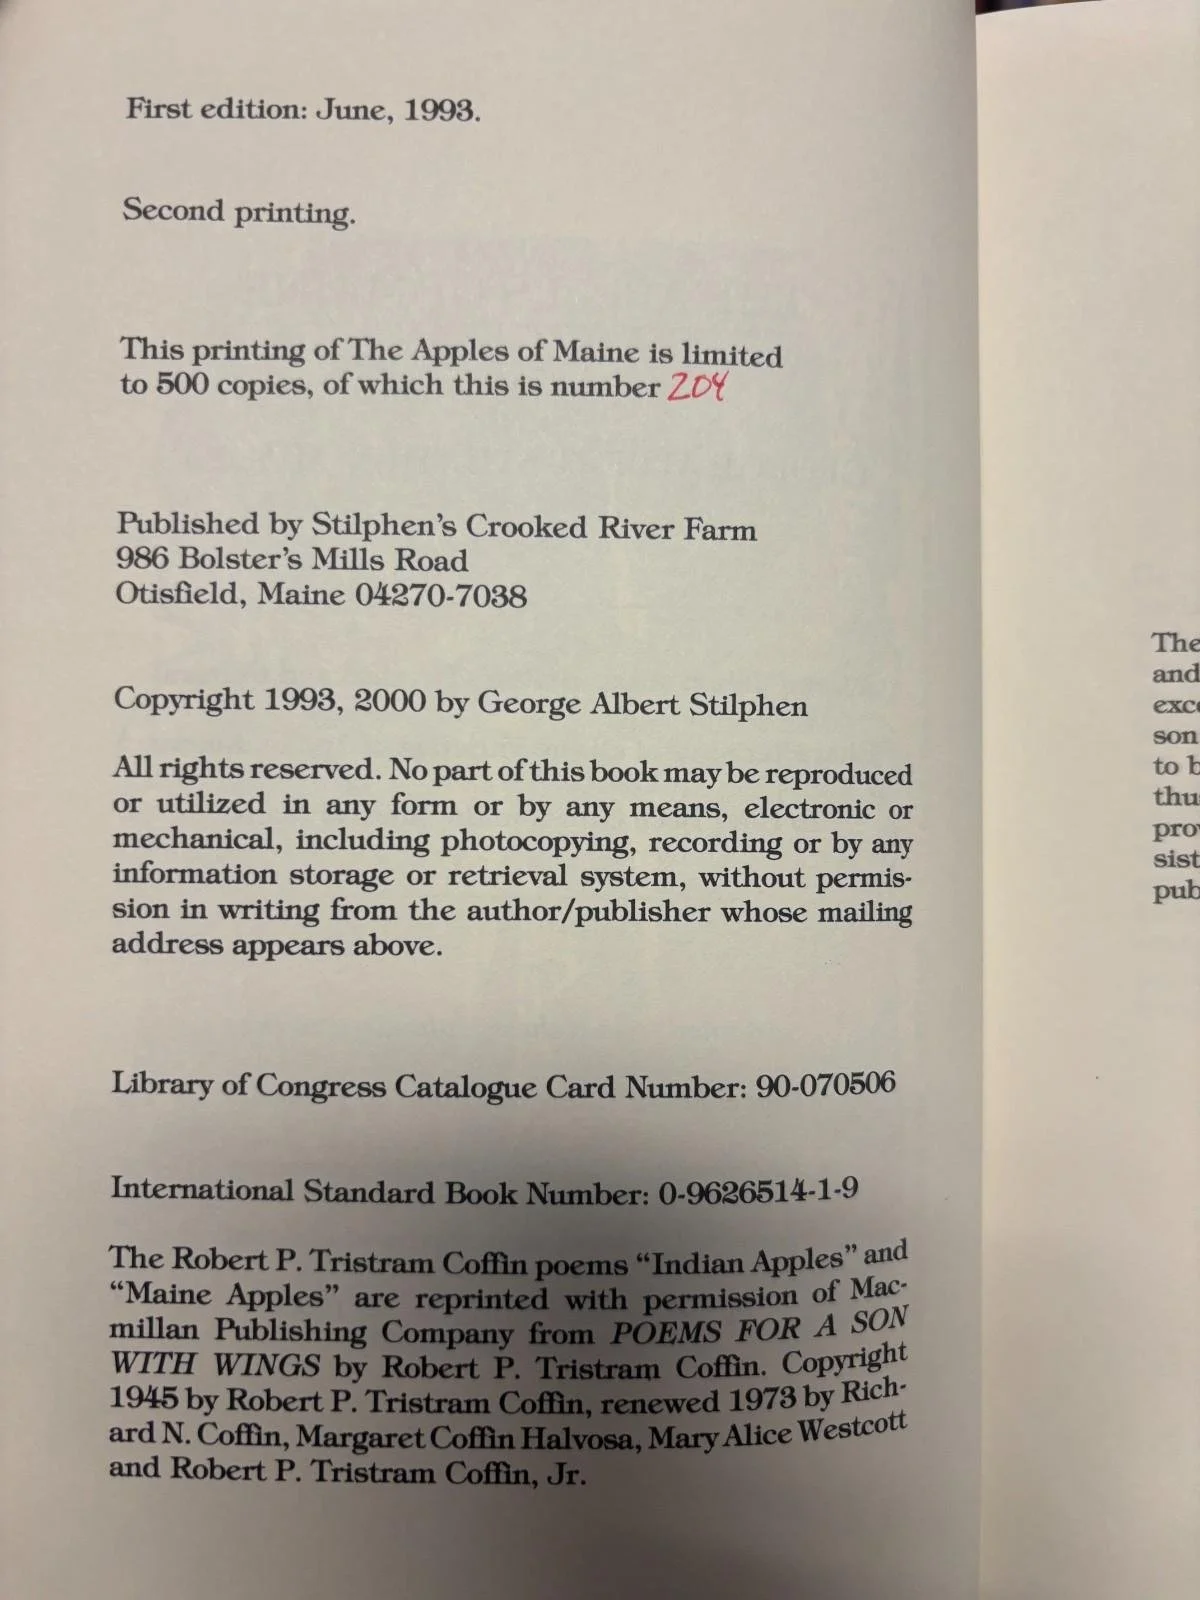 First edition: June, 1993.
Second printing.
This printing of The Apples of Maine is limited
to 500 copies, of which this is number 204
Published by Stilphen's Crooked River Farm
986 Bolster's Mills Road
Otisfield, Maine 04270-7038
Copyright 1993, 2000 by George Albert Stilphen
All rights reserved. No part of this book may be reproduced
or utilized in any form or by any means, electronic or
mechanical, including photocopying, recording or by any
information storage or retrieval system, without permis-
sion in writing from the author/publisher whose mailing
address appears above.
Library of Congress Catalogue Card Number: 90-070506
International Standard Book Number: 0-9626514-1-9
The Robert P. Tristram Coffin poems "Indian Apples" and
"Maine Apples" are reprinted with permission of Mac-
millan Publishing Company from POEMS FOR A SON
WITH WINGS by Robert P. Tristram Coffin. Copyright
1945 by Robert P. Tristram Coffin, renewed 1973 by Rich-
ard N. Coffin, Margaret Coffin Halvosa, Mary Alice Westcott
and Robert P. Tristram Coffin, Jr.
The
and
son
to